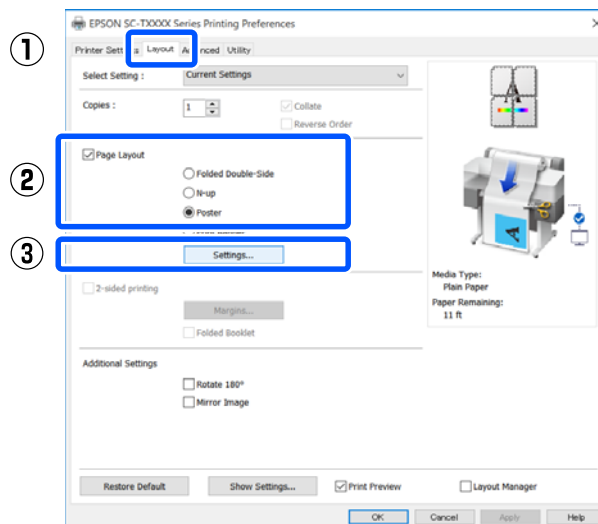 EPSON SC-TXXXX Series Printing Preferences
①
Printer Sett s Layout A nced Utility
Select Setting : Current Settings
Copies : 1 Collate
Reverse Order
②
Page Layout
Folded Double-Side
N-up
Poster
③
Settings...
Media Type:
Plain Paper
Paper Remaining:
11 ft
2-sided printing
Margins...
Folded Booklet
Additional Settings
Rotate 180°
Mirror Image
Restore Default Show Settings... Print Preview Layout Manager
OK Cancel Apply Help